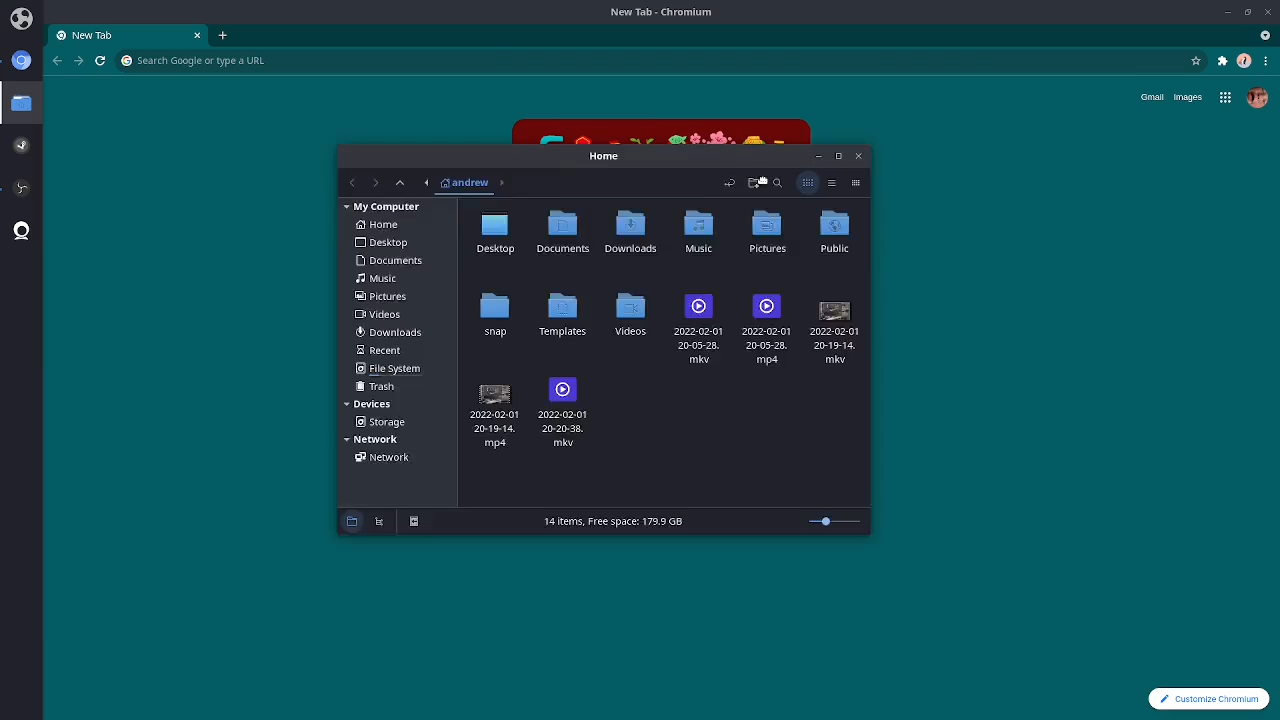 New Tab - Chromium
New Tab
Search Google or type a URL
Gmail Images
Home
andrew
My Computer
Home
Desktop
Documents
Music
Pictures
Videos
Downloads
Recent
File System
Trash
Devices
Storage
Network
Network
Desktop
Documents
Downloads
Music
Pictures
Public
snap
Templates
Videos
2022-02-01
20-05-28.
mkv
2022-02-01
20-05-28.
mp4
2022-02-01
20-19-14.
mkv
2022-02-01
20-19-14.
mp4
2022-02-01
20-20-38.
mkv
14 items, Free space: 179.9 GB
Customize Chromium